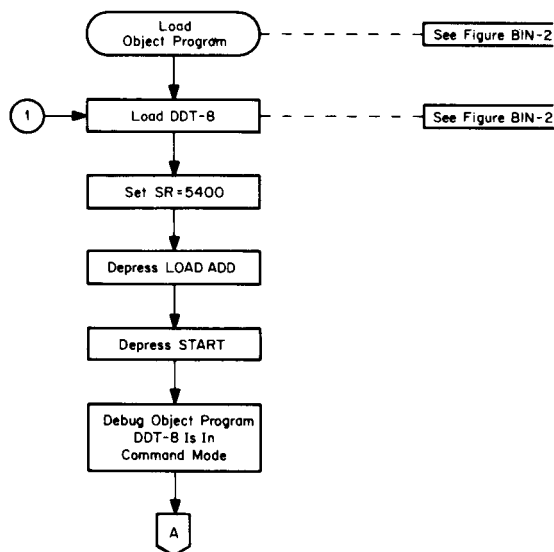 Load
Object Program
See Figure BIN-2
1
Load DDT-8
See Figure BIN-2
Set SR=5400
Depress LOAD ADD
Depress START
Debug Object Program
DDT-8 Is In
Command Mode
A